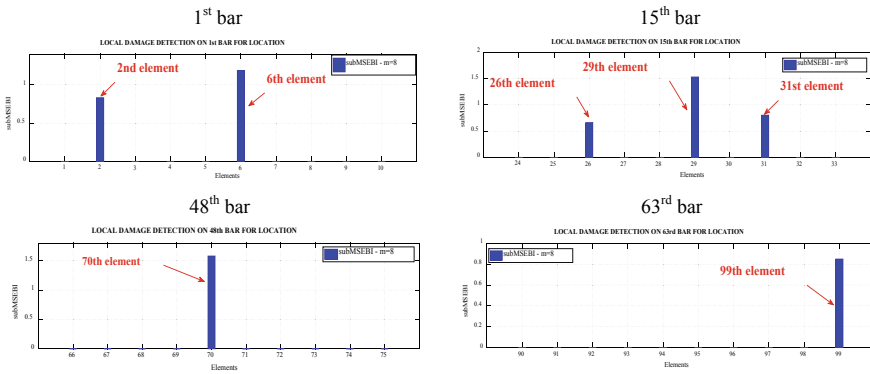 1st bar
LOCAL DAMAGE DETECTION ON 1st BAR FOR LOCATION
subMSEBI - m=8
2nd element
6th element
subMSEBI
1
0.5
0
1 2 3 4 5 6 7 8 9 10
Elements
15th bar
LOCAL DAMAGE DETECTION ON 15th BAR FOR LOCATION
subMSEBI - m=8
26th element
29th element
31st element
subMSEBI
2
1.5
1
0.5
0
24 25 26 27 28 29 30 31 32 33
Elements
48th bar
LOCAL DAMAGE DETECTION ON 48th BAR FOR LOCATION
subMSEBI - m=8
70th element
subMSEBI
1.5
1
0.5
0
66 67 68 69 70 71 72 73 74 75
Elements
63rd bar
LOCAL DAMAGE DETECTION ON 63rd BAR FOR LOCATION
subMSEBI - m=8
99th element
subMSEBI
1
0.8
0.6
0.4
0.2
0
90 91 92 93 94 95 96 97 98 99
Elements